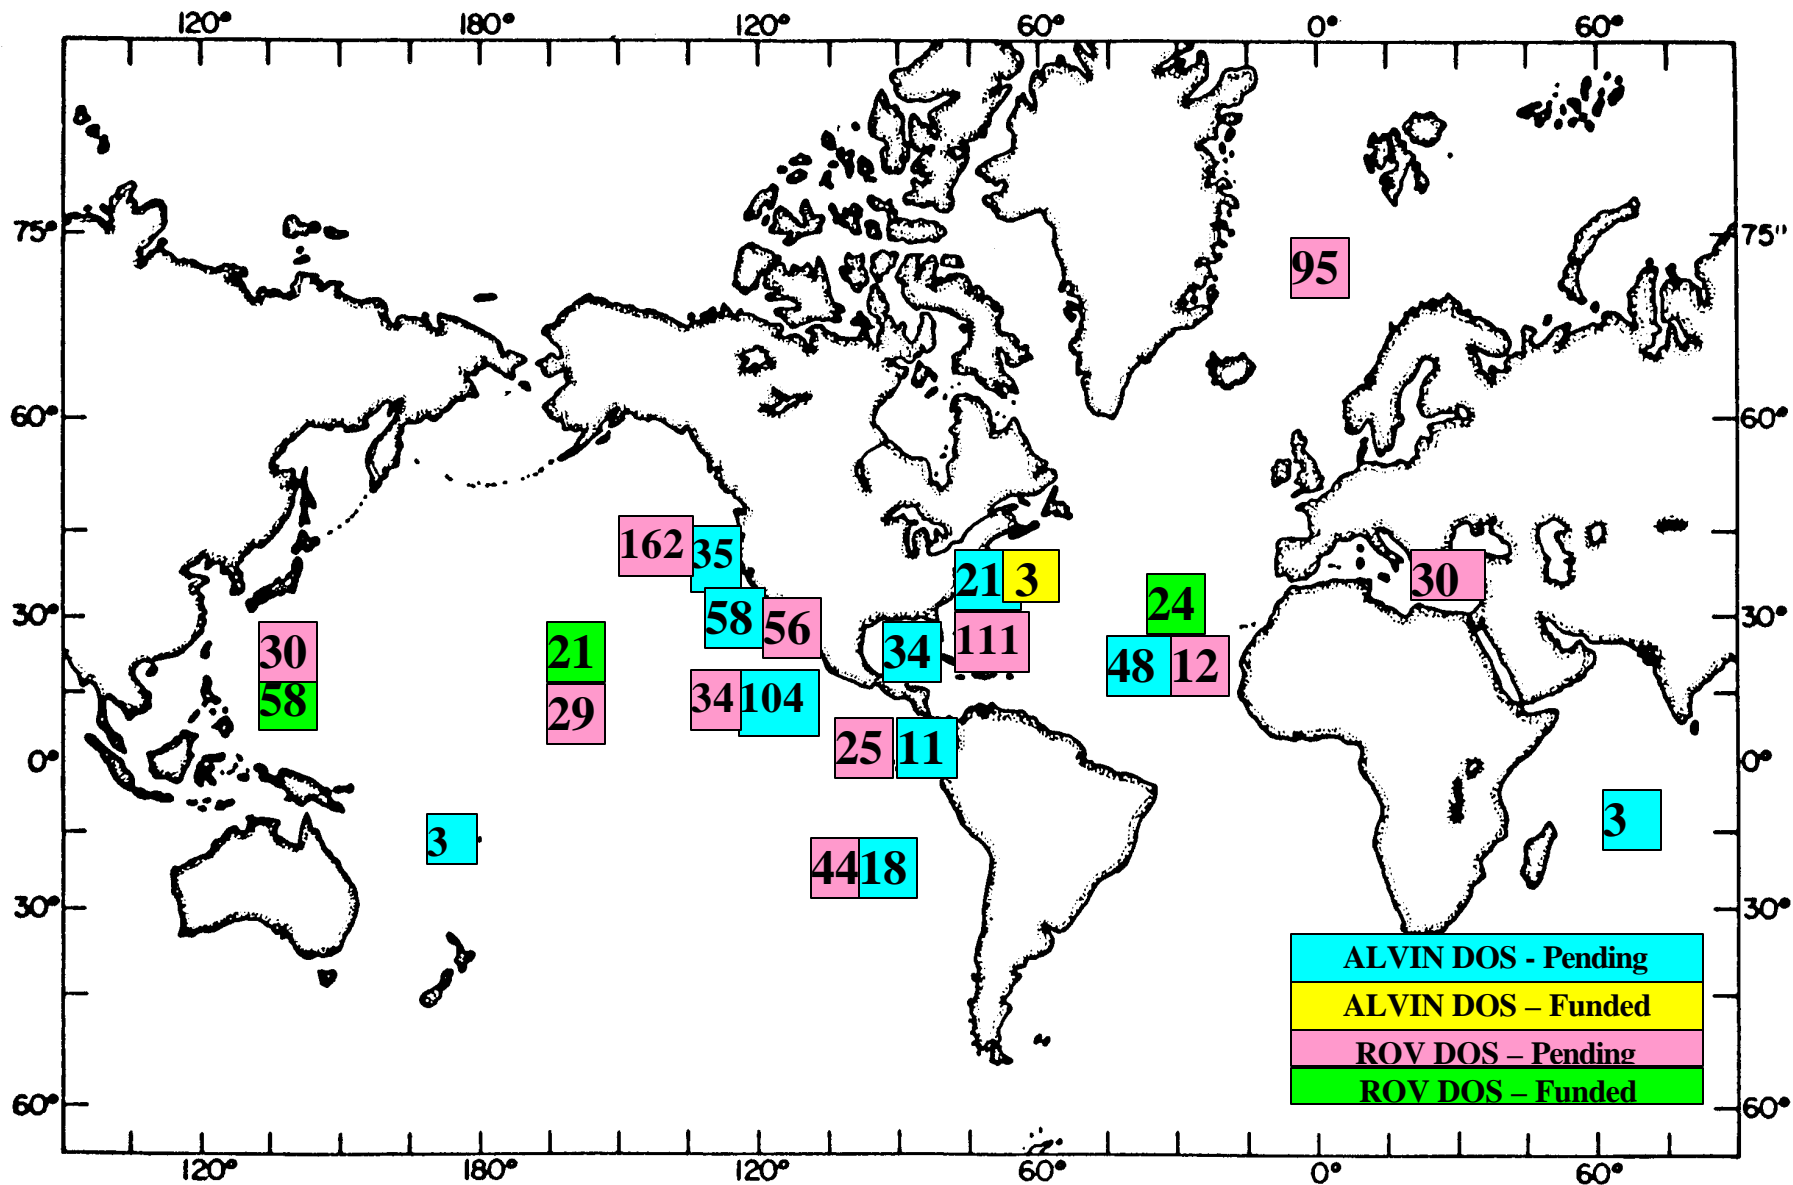 120° 180° 120° 60° 0° 60°
75° 75"
95
60° 60°
162 35
21 3 30
58 56 24
30° 30°
30 21 34 111
48 12
58 29 34 104
25 11
0° 0°
3 3
44 18
30° 30°
ALVIN DOS - Pending
ALVIN DOS – Funded
ROV DOS – Pending
ROV DOS – Funded
60° 60°
120° 180° 120° 60° 0° 60°